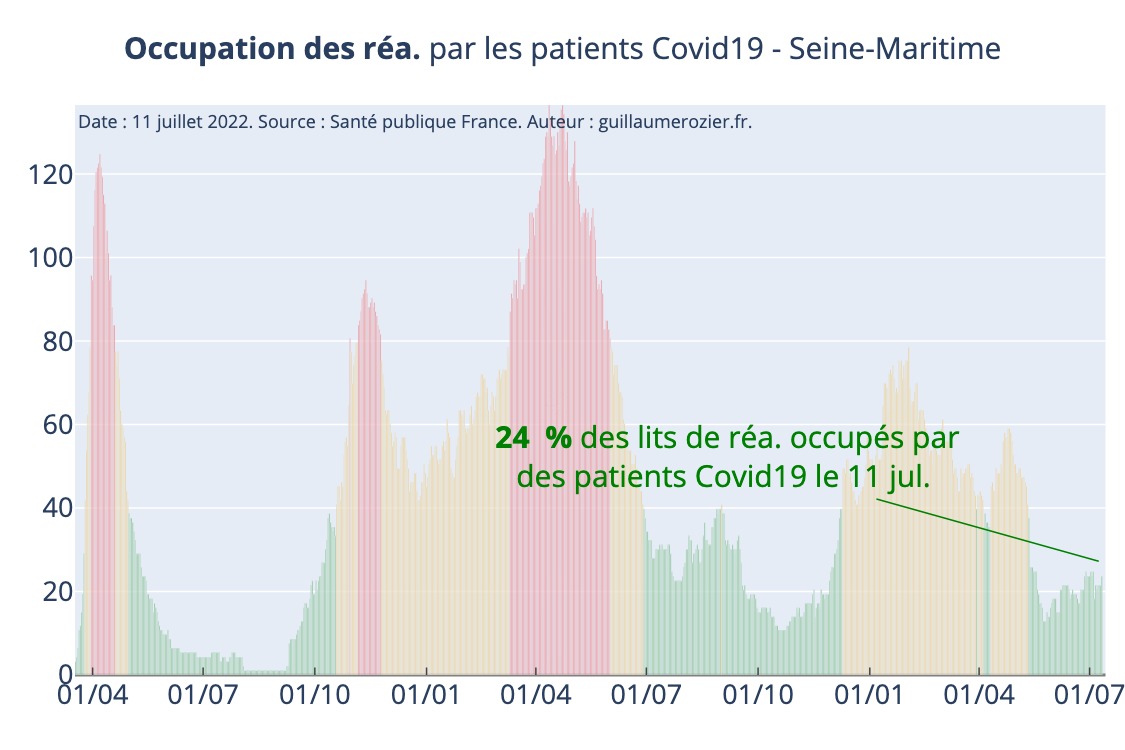 Occupation des réa. par les patients Covid19 - Seine-Maritime
Date : 11 juillet 2022. Source : Santé publique France. Auteur : guillaumerozier.fr.
120
100
80
60
40
20
0
24 % des lits de réa. occupés par
des patients Covid19 le 11 jul.
01/04 01/07 01/10 01/01 01/04 01/07 01/10 01/01 01/04 01/07